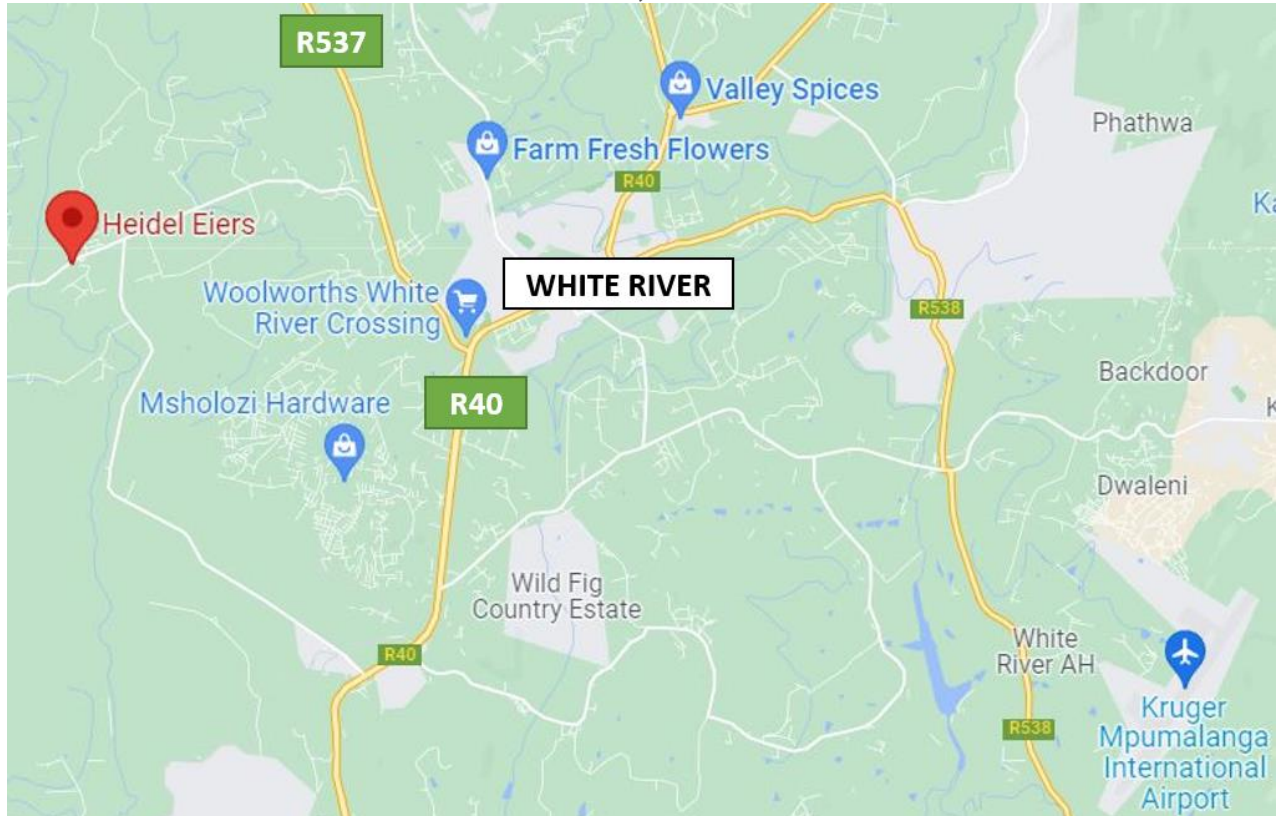 R537
Valley Spices
Phathwa
Farm Fresh Flowers
R40
Heidel Eiers
WHITE RIVER
Woolworths White
River Crossing
R538
Backdoor
Msholozi Hardware
R40
Dwaleni
Wild Fig
Country Estate
R40
White
River AH
Kruger
Mpumalanga
International
Airport
R538